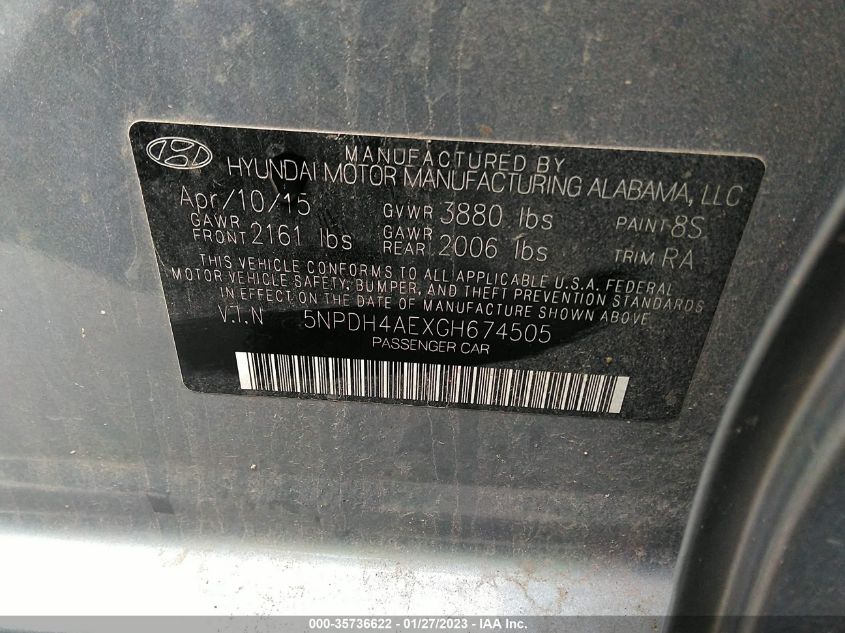 MANUFACTURED BY
HYUNDAI MOTOR MANUFACTURING ALABAMA, LLC
Apr/10/15 GVWR 3880 lbs PAINT 8S
GAWR FRONT 2161 lbs GAWR REAR 2006 lbs TRIM RA
THIS VEHICLE CONFORMS TO ALL APPLICABLE U.S.A. FEDERAL
MOTOR VEHICLE SAFETY, BUMPER, AND THEFT PREVENTION STANDARDS
IN EFFECT ON THE DATE OF MANUFACTURE SHOWN ABOVE
V.I.N 5NPDH4AEXGH674505
PASSENGER CAR
000-35736622 - 01/27/2023 - IAA Inc.